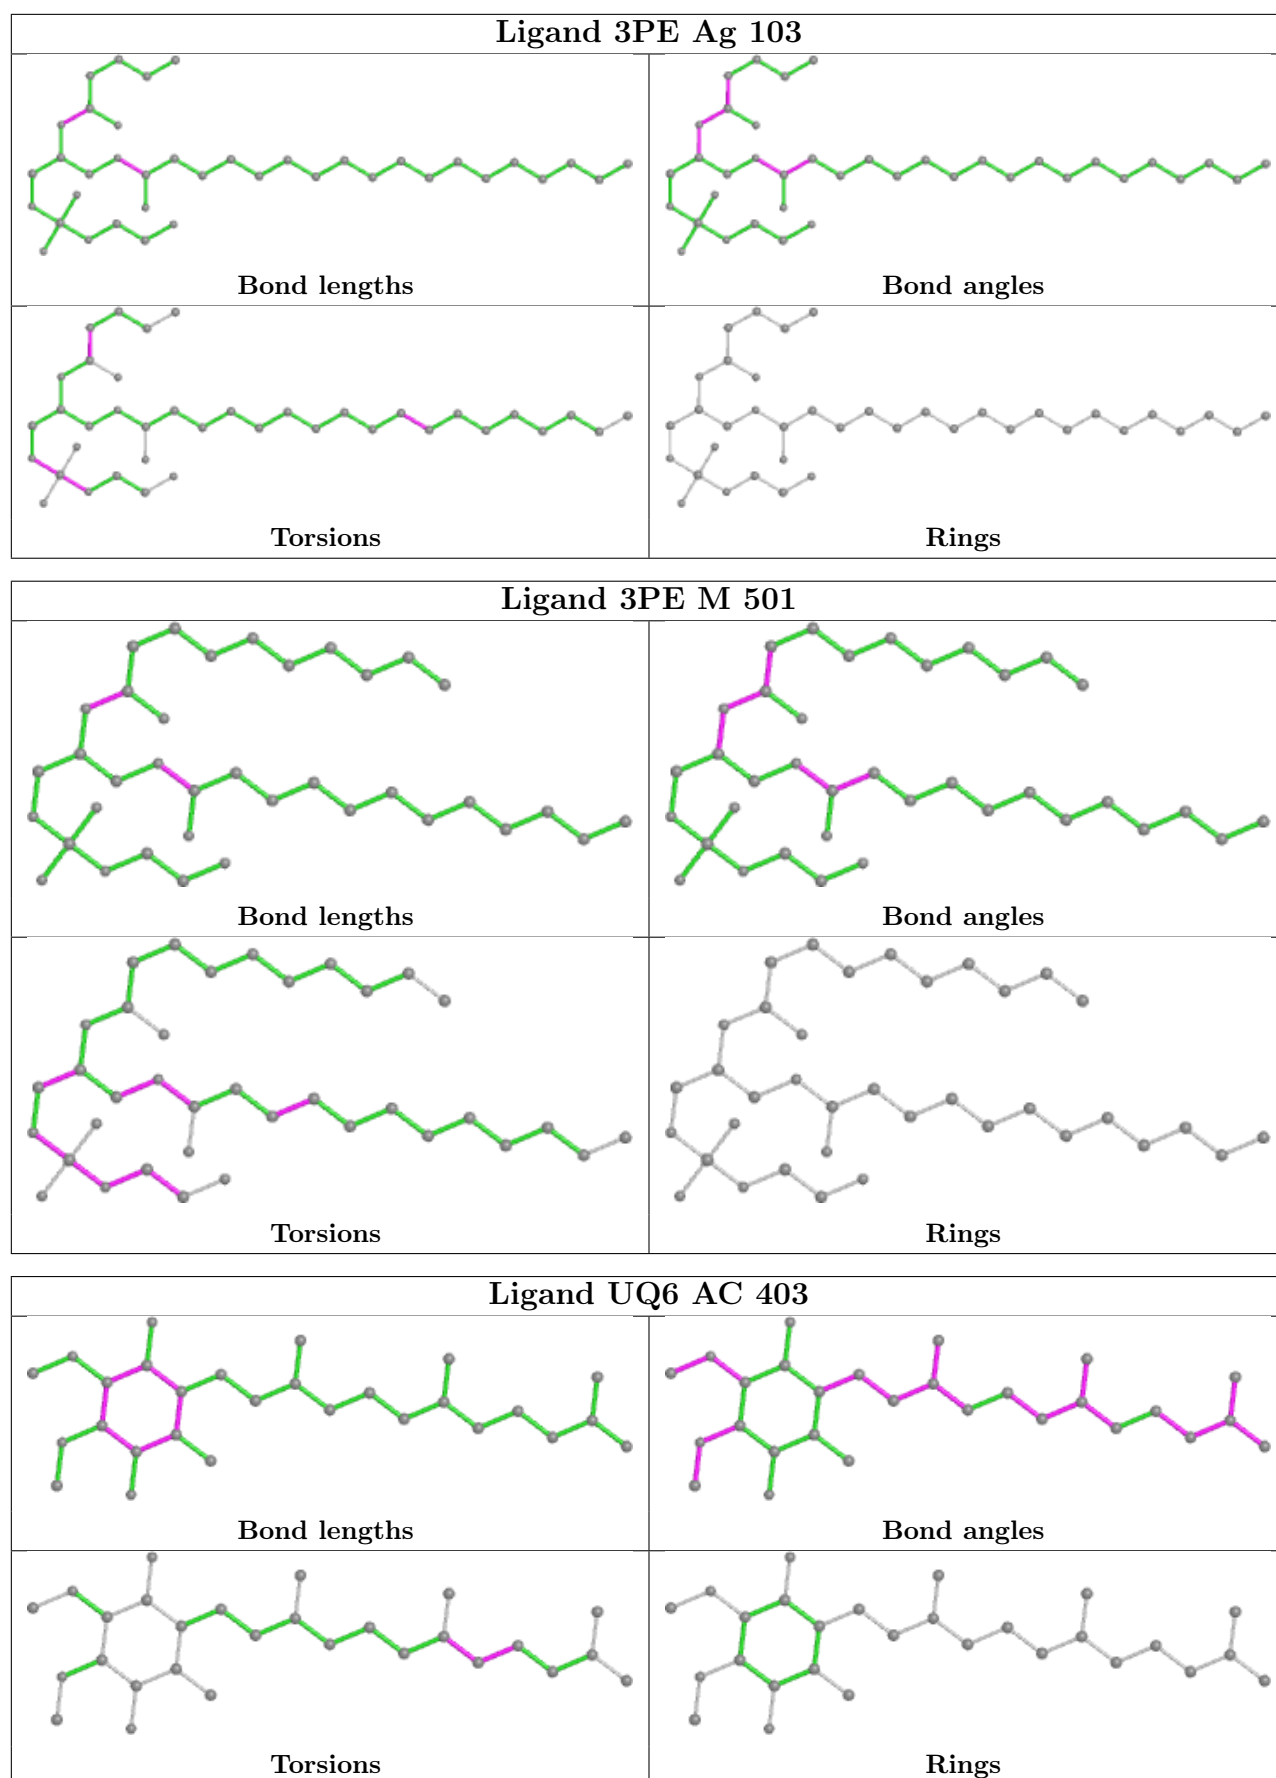 Ligand 3PE Ag 103
Bond lengths
Bond angles
Torsions
Rings
Ligand 3PE M 501
Bond lengths
Bond angles
Torsions
Rings
Ligand UQ6 AC 403
Bond lengths
Bond angles
Torsions
Rings